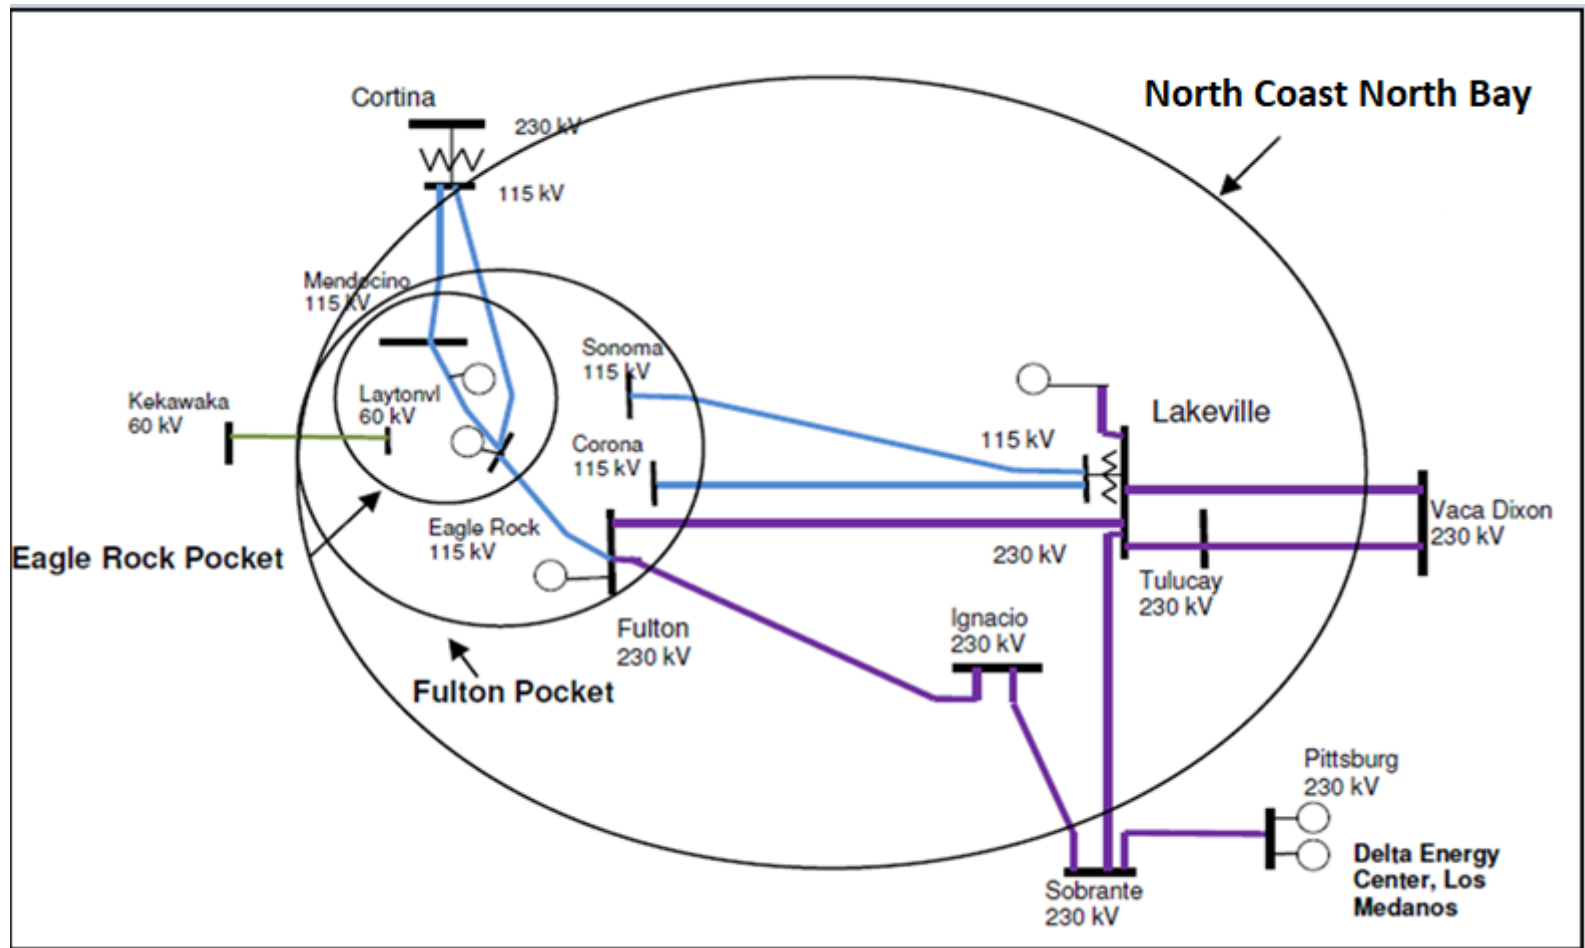 North Coast North Bay
Cortina
230 kV
115 kV
Mendocino
115 kV
Sonoma
115 kV
Laytonvl
60 kV
Kekawaka
60 kV
Lakeville
115 kV
Corona
115 kV
Eagle Rock
115 kV
Vaca Dixon
230 kV
Eagle Rock Pocket
230 kV
Tulucay
230 kV
Ignacio
230 kV
Fulton
230 kV
Fulton Pocket
Pittsburg
230 kV
Delta Energy
Center, Los
Medanos
Sobrante
230 kV